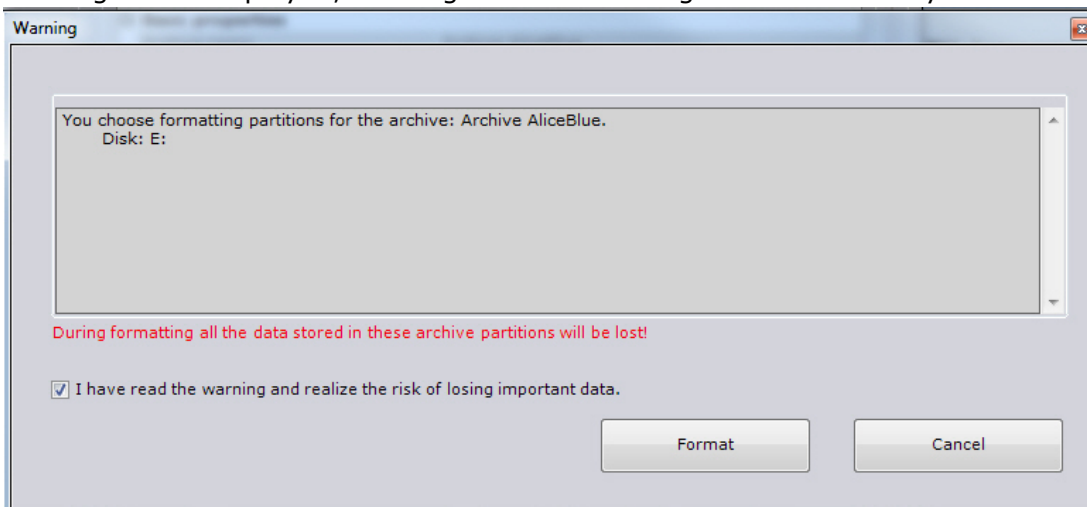 Warning
You choose formatting partitions for the archive: Archive AliceBlue.
Disk: E:
During formatting all the data stored in these archive partitions will be lost!
I have read the warning and realize the risk of losing important data.
Format
Cancel